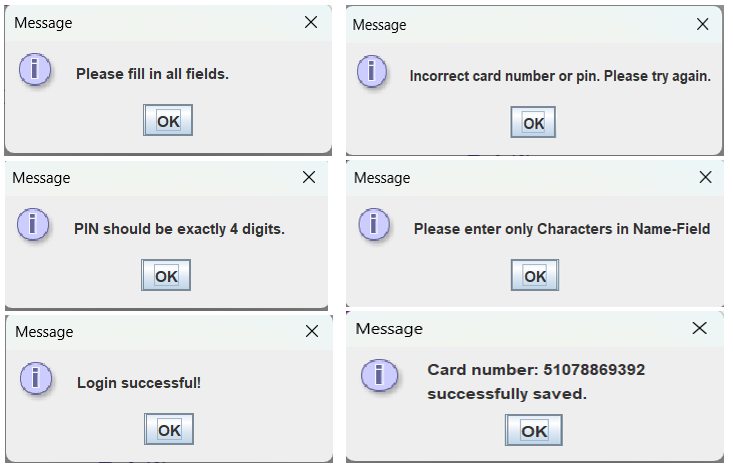 Message
Please fill in all fields.
OK
Message
Incorrect card number or pin. Please try again.
OK
Message
PIN should be exactly 4 digits.
OK
Message
Please enter only Characters in Name-Field
OK
Message
Login successful!
OK
Message
Card number: 51078869392
successfully saved.
OK